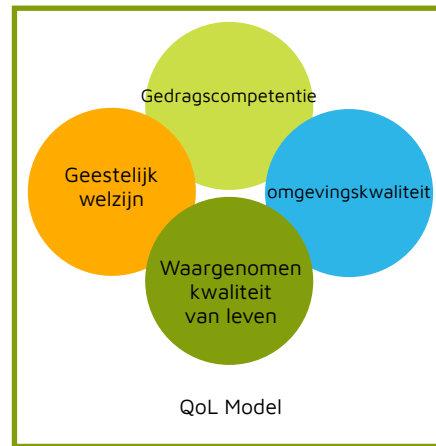 Gedragscompetentie
Geestelijk
welzijn
omgevingskwaliteit
Waargenomen
kwaliteit
van leven
QoL Model